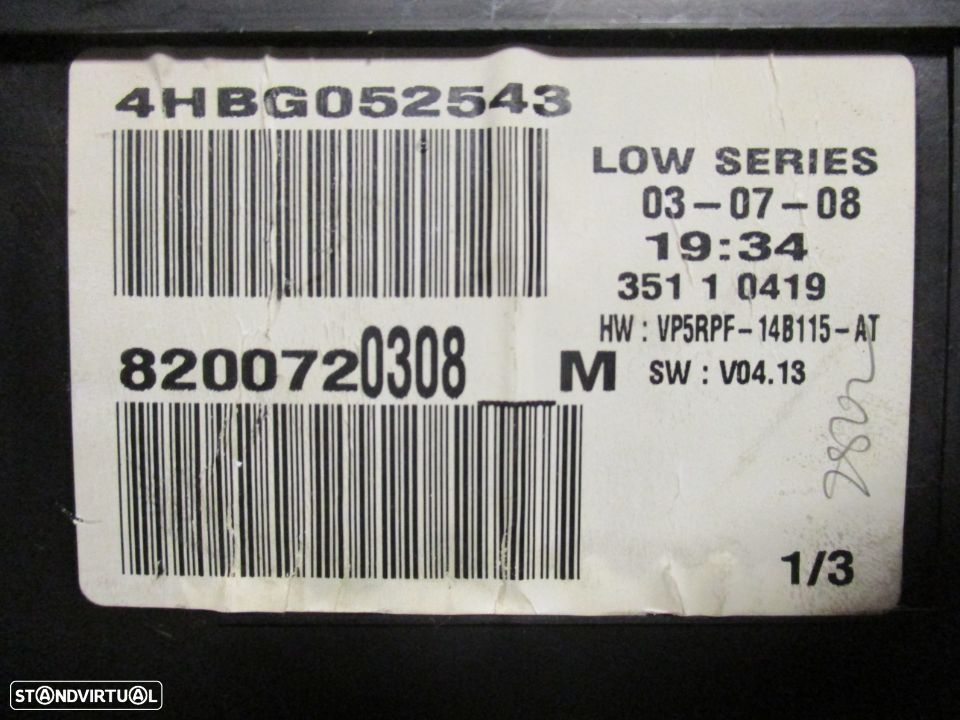 4HBG052543
LOW SERIES
03-07-08
19:34
351 1 0419
HW : VP5RPF-14B115-AT
SW : V04.13
8200720308__M
1/3
STANDVIRTUAL